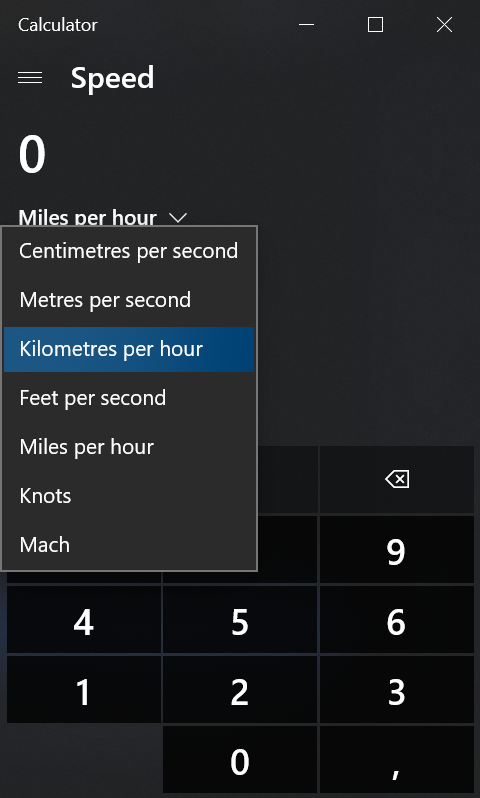 Calculator
Speed
0
Miles per hour
Centimetres per second
Metres per second
Kilometres per hour
Feet per second
Miles per hour
Knots
Mach
9
4 5 6
1 2 3
0 ,